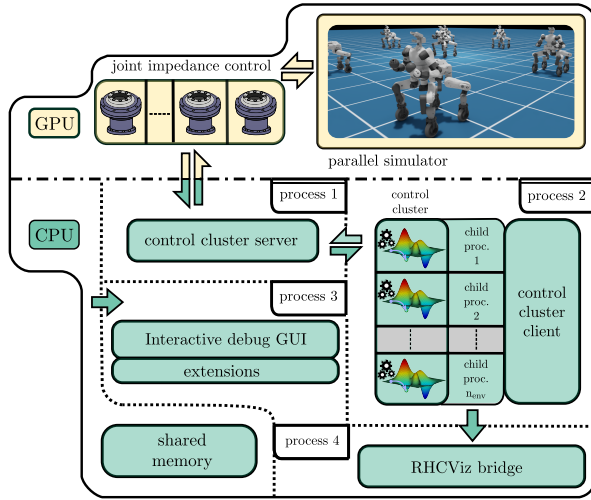 joint impedance control
GPU
parallel simulator
process 1
process 2
control
cluster
CPU
control cluster server
child
proc.
1
process 3
child
proc.
2
control
cluster
client
Interactive debug GUI
extensions
child
proc.
n_env
shared
memory
process 4
RHCViz bridge